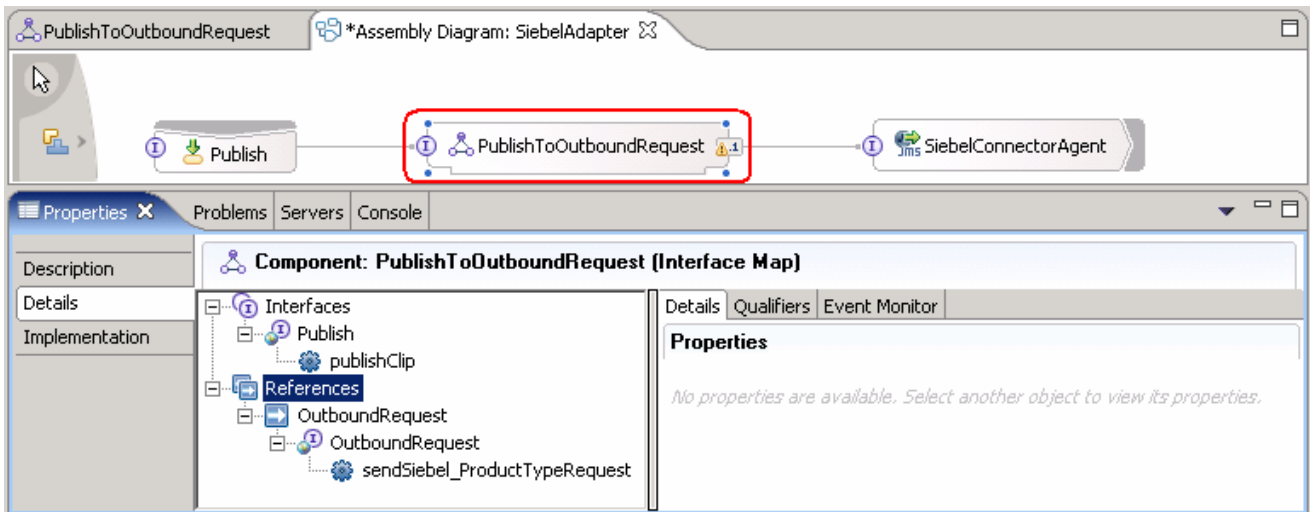 PublishToOutboundRequest *Assembly Diagram: SiebelAdapter
Publish PublishToOutboundRequest .1 Jms SiebelConnectorAgent
Properties Problems Servers Console
Description
Details
Implementation
Component: PublishToOutboundRequest (Interface Map)
Interfaces
Publish
publishClip
References
OutboundRequest
OutboundRequest
sendSiebel_ProductTypeRequest
Details Qualifiers Event Monitor
Properties
No properties are available. Select another object to view its properties.